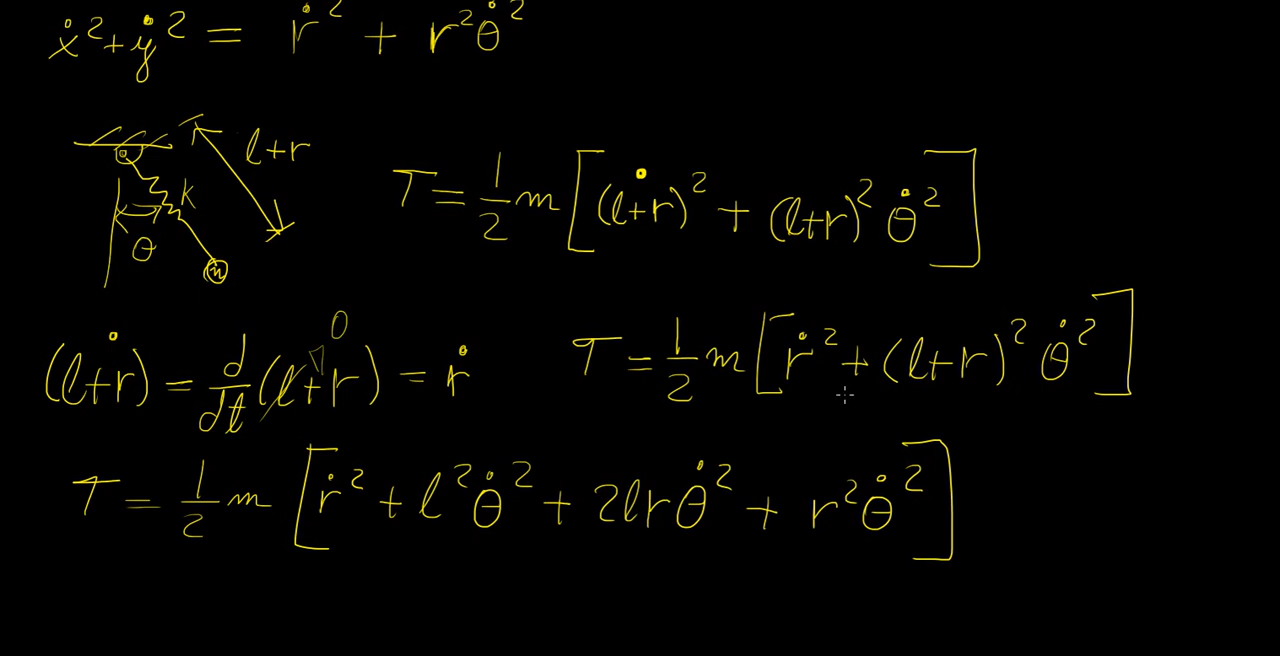 ẋ² + ẏ² = ṙ² + r²θ̇²
l+r
k
θ
m
T = 1/2 m [(l+̇r)² + (l+r)² θ̇²]
(l+̇r) = d/dt (l+r) = ṙ
0
T = 1/2 m [ṙ² + (l+r)² θ̇²]
T = 1/2 m [ṙ² + l²θ̇² + 2lrθ̇² + r²θ̇²]